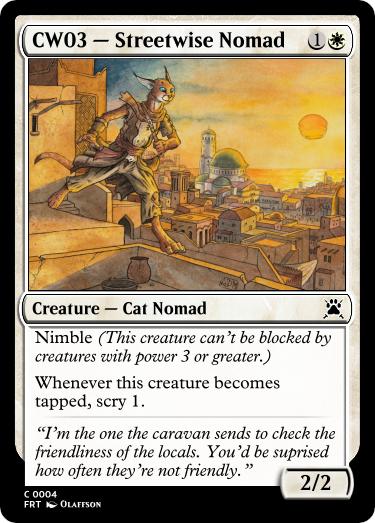 CW03 — Streetwise Nomad 1
Creature — Cat Nomad
Nimble (This creature can't be blocked by
creatures with power 3 or greater.)
Whenever this creature becomes
tapped, scry 1.
"I'm the one the caravan sends to check the
friendliness of the locals. You'd be suprised
how often they're not friendly."
2/2
C 0004
FRT Olaffson